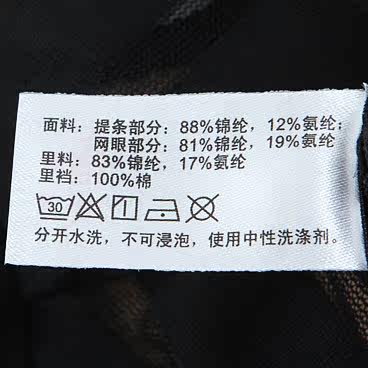 面料：提条部分：88%锦纶，12%氨纶；
网眼部分：81%锦纶，19%氨纶
里料：83%锦纶，17%氨纶
里裆：100%棉
30
分开水洗，不可浸泡，使用中性洗涤剂。